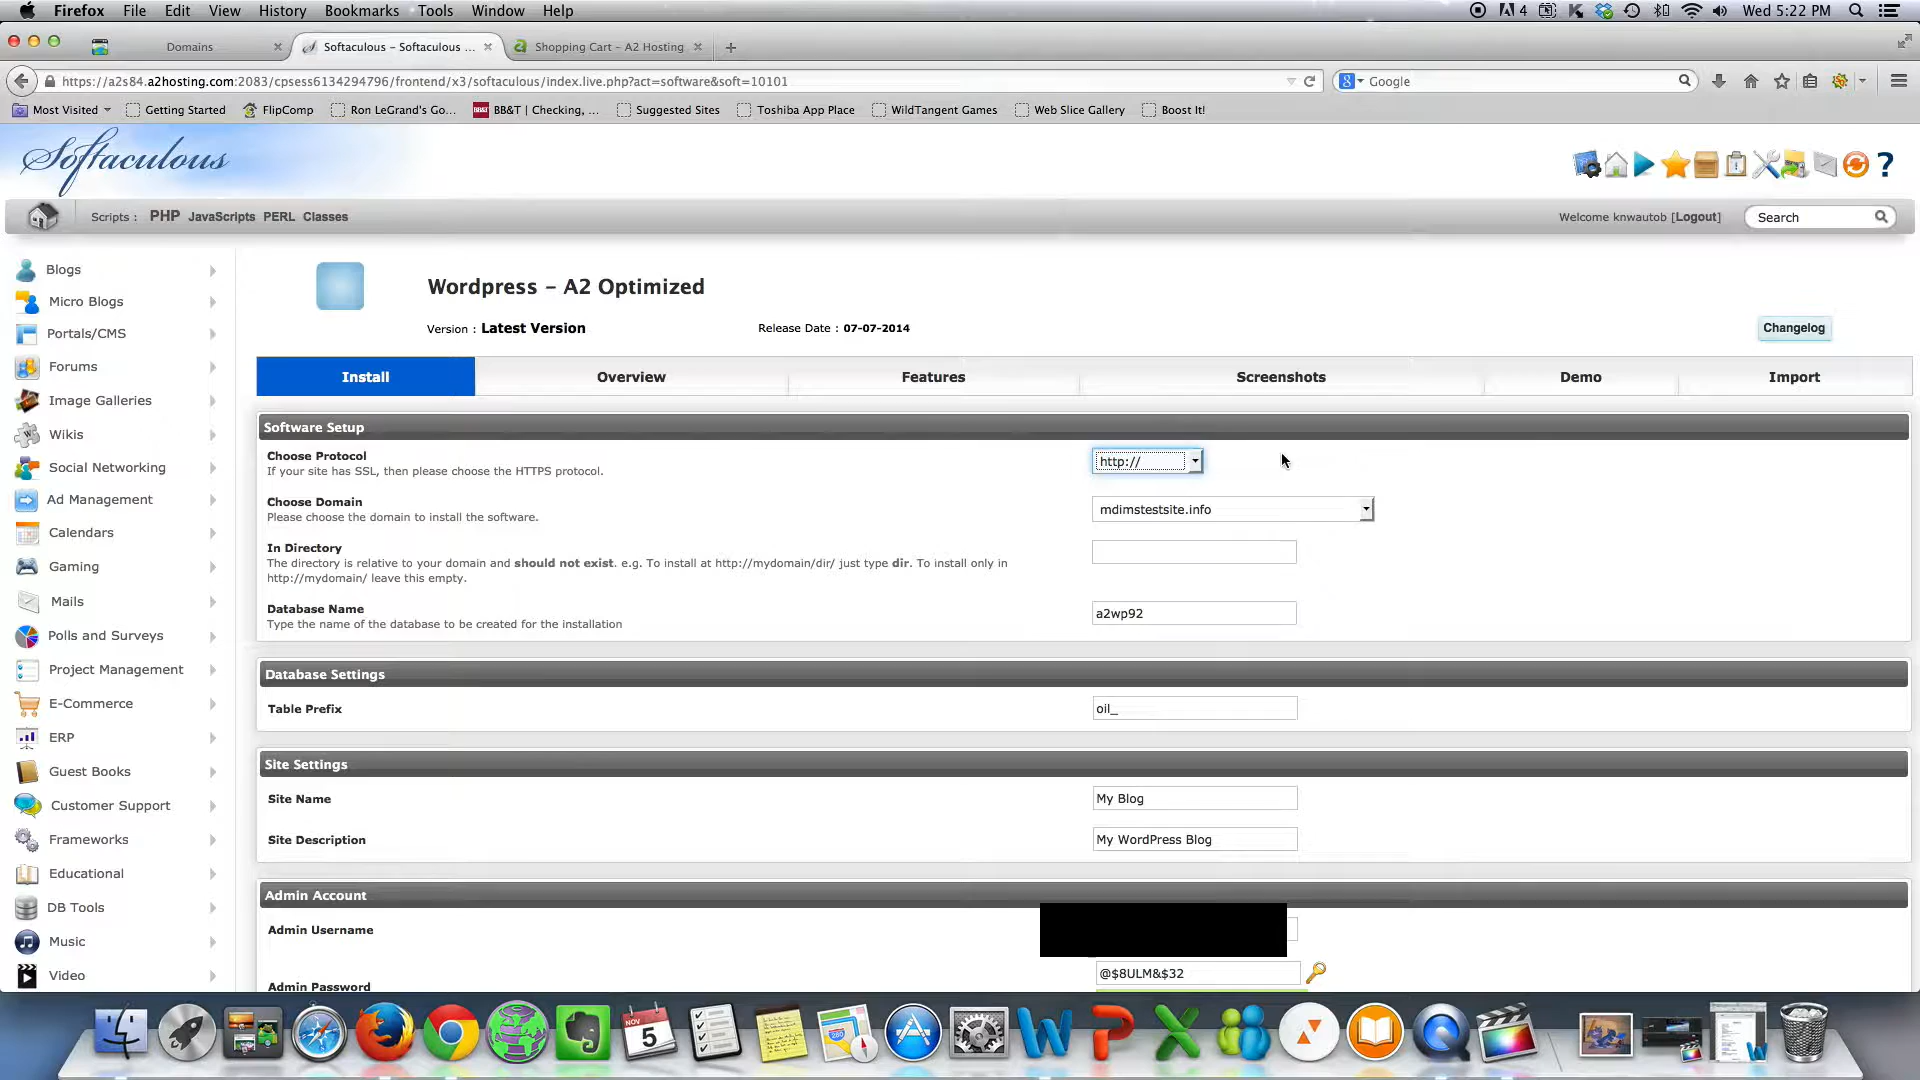 Firefox File Edit View History Bookmarks Tools Window Help
4 Wed 5:22 PM
Domains
Softaculous - Softaculous ...
Shopping Cart - A2 Hosting
https://a2s84.a2hosting.com:2083/cpsess6134294796/frontend/x3/softaculous/index.live.php?act=software&soft=10101
Google
Most Visited Getting Started FlipComp Ron LeGrand's Go... BB&T | Checking, ... Suggested Sites Toshiba App Place WildTangent Games Web Slice Gallery Boost It!
Softaculous
Scripts : PHP JavaScripts PERL Classes
Welcome knwautob [Logout]
Search
Blogs
Micro Blogs
Portals/CMS
Forums
Image Galleries
Wikis
Social Networking
Ad Management
Calendars
Gaming
Mails
Polls and Surveys
Project Management
E-Commerce
ERP
Guest Books
Customer Support
Frameworks
Educational
DB Tools
Music
Video
Wordpress - A2 Optimized
Version : Latest Version
Release Date : 07-07-2014
Changelog
Install Overview Features Screenshots Demo Import
Software Setup
Choose Protocol
If your site has SSL, then please choose the HTTPS protocol.
http://
Choose Domain
Please choose the domain to install the software.
mdimstestsite.info
In Directory
The directory is relative to your domain and should not exist. e.g. To install at http://mydomain/dir/ just type dir. To install only in
http://mydomain/ leave this empty.
Database Name
Type the name of the database to be created for the installation
a2wp92
Database Settings
Table Prefix
oil_
Site Settings
Site Name
My Blog
Site Description
My WordPress Blog
Admin Account
Admin Username
Admin Password
@$8ULM&$32
NOV
5